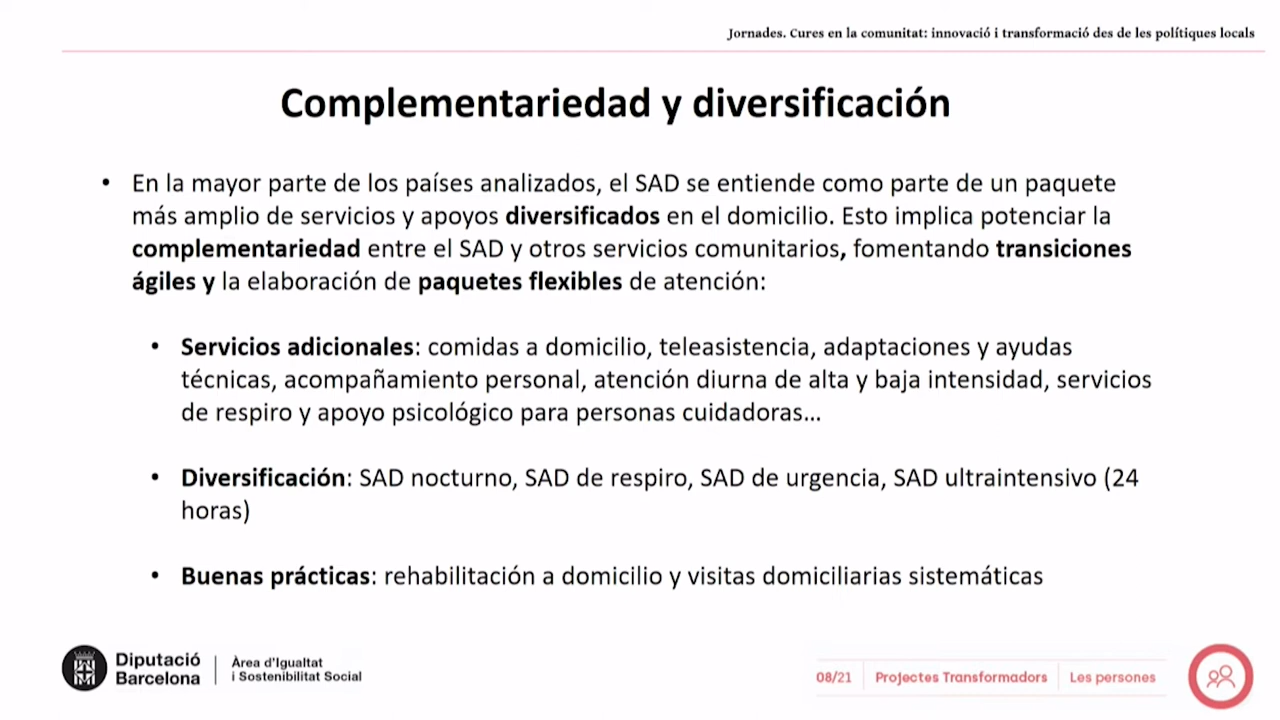 Jornades. Cures en la comunitat: innovació i transformació des de les polítiques locals
Complementariedad y diversificación
• En la mayor parte de los países analizados, el SAD se entiende como parte de un paquete
más amplio de servicios y apoyos diversificados en el domicilio. Esto implica potenciar la
complementariedad entre el SAD y otros servicios comunitarios, fomentando transiciones
ágiles y la elaboración de paquetes flexibles de atención:
• Servicios adicionales: comidas a domicilio, teleasistencia, adaptaciones y ayudas
técnicas, acompañamiento personal, atención diurna de alta y baja intensidad, servicios
de respiro y apoyo psicológico para personas cuidadoras…
• Diversificación: SAD nocturno, SAD de respiro, SAD de urgencia, SAD ultraintensivo (24
horas)
• Buenas prácticas: rehabilitación a domicilio y visitas domiciliarias sistemáticas
Diputació
Barcelona
Àrea d'Igualtat
i Sostenibilitat Social
08/21
Projectes Transformadors
Les persones